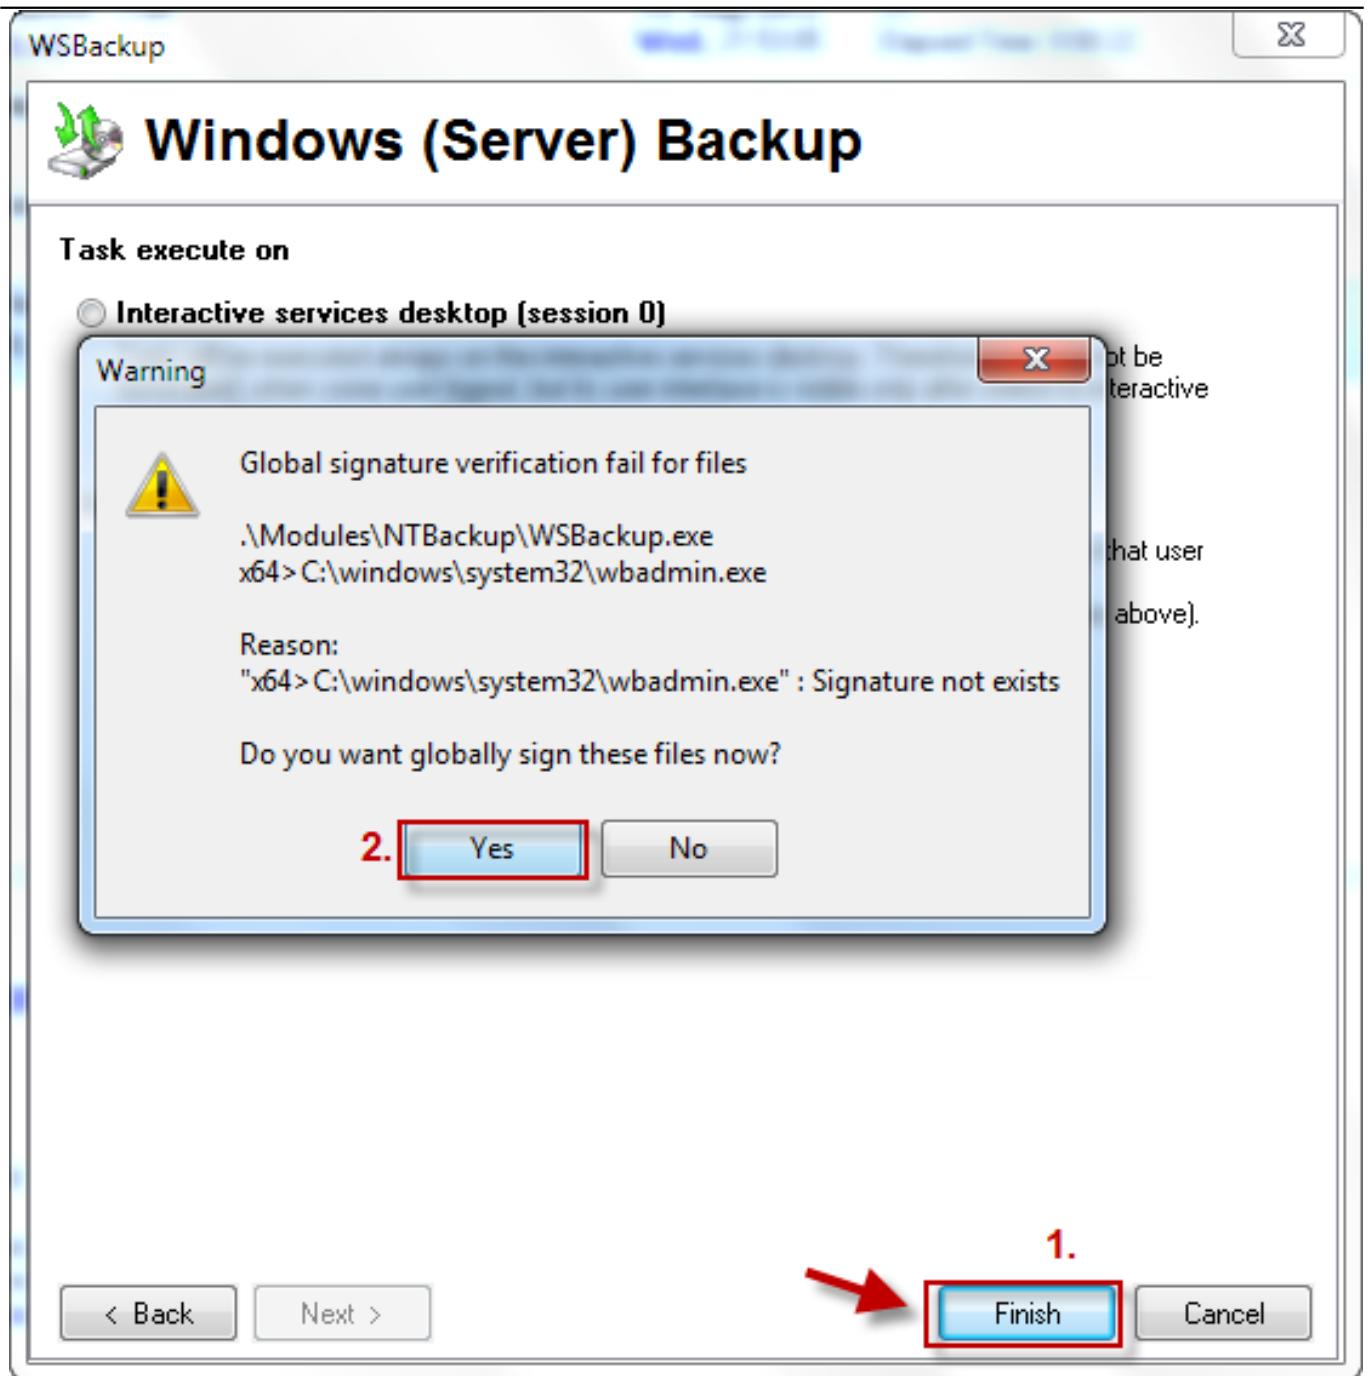 WSBackup
Windows (Server) Backup
Task execute on
Interactive services desktop (session 0)
ot be
teractive
Warning
Global signature verification fail for files
.\Modules\NTBackup\WSBackup.exe
x64>C:\windows\system32\wbadmin.exe
Reason:
"x64>C:\windows\system32\wbadmin.exe" : Signature not exists
Do you want globally sign these files now?
2. Yes No
that user
above).
1.
< Back Next > Finish Cancel